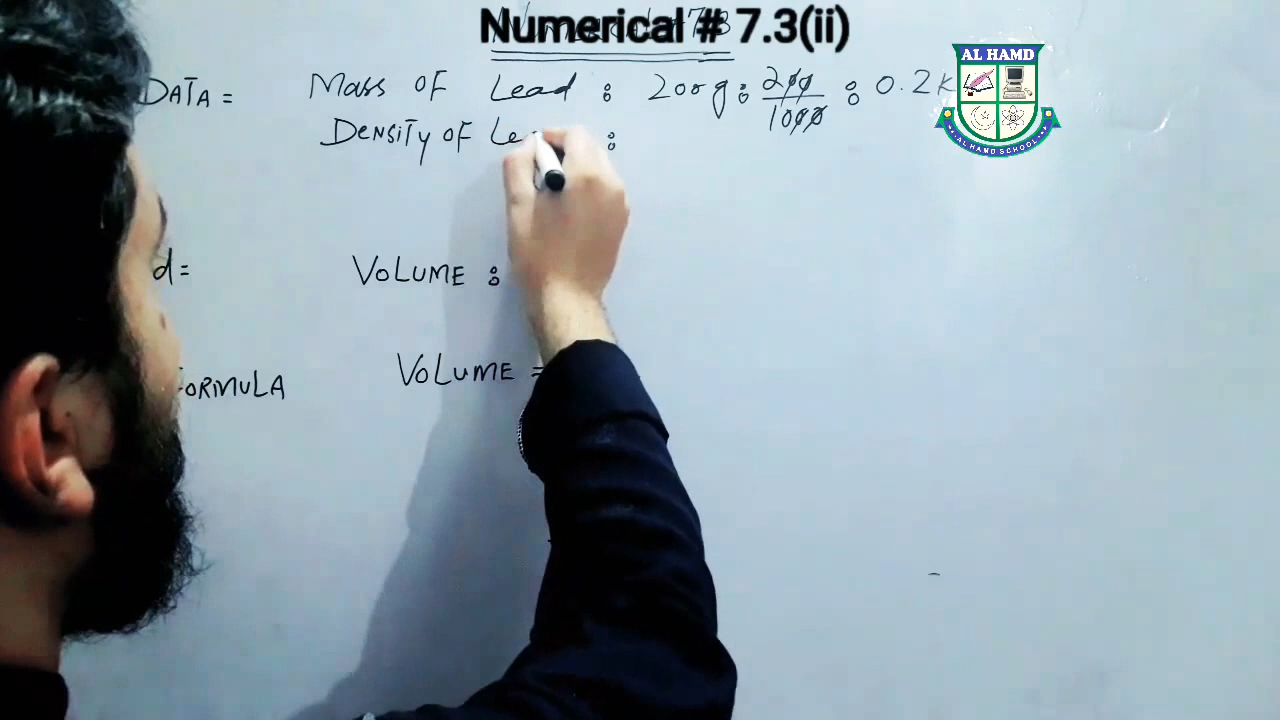 Numerical # 7.3(ii)
DATA = Mass OF Lead : 200g : 200/1000 : 0.2K
AL HAMD
AL HAMD SCHOOL
DENSITy OF Le :
d= VOLUME :
FORMULA VOLUME =